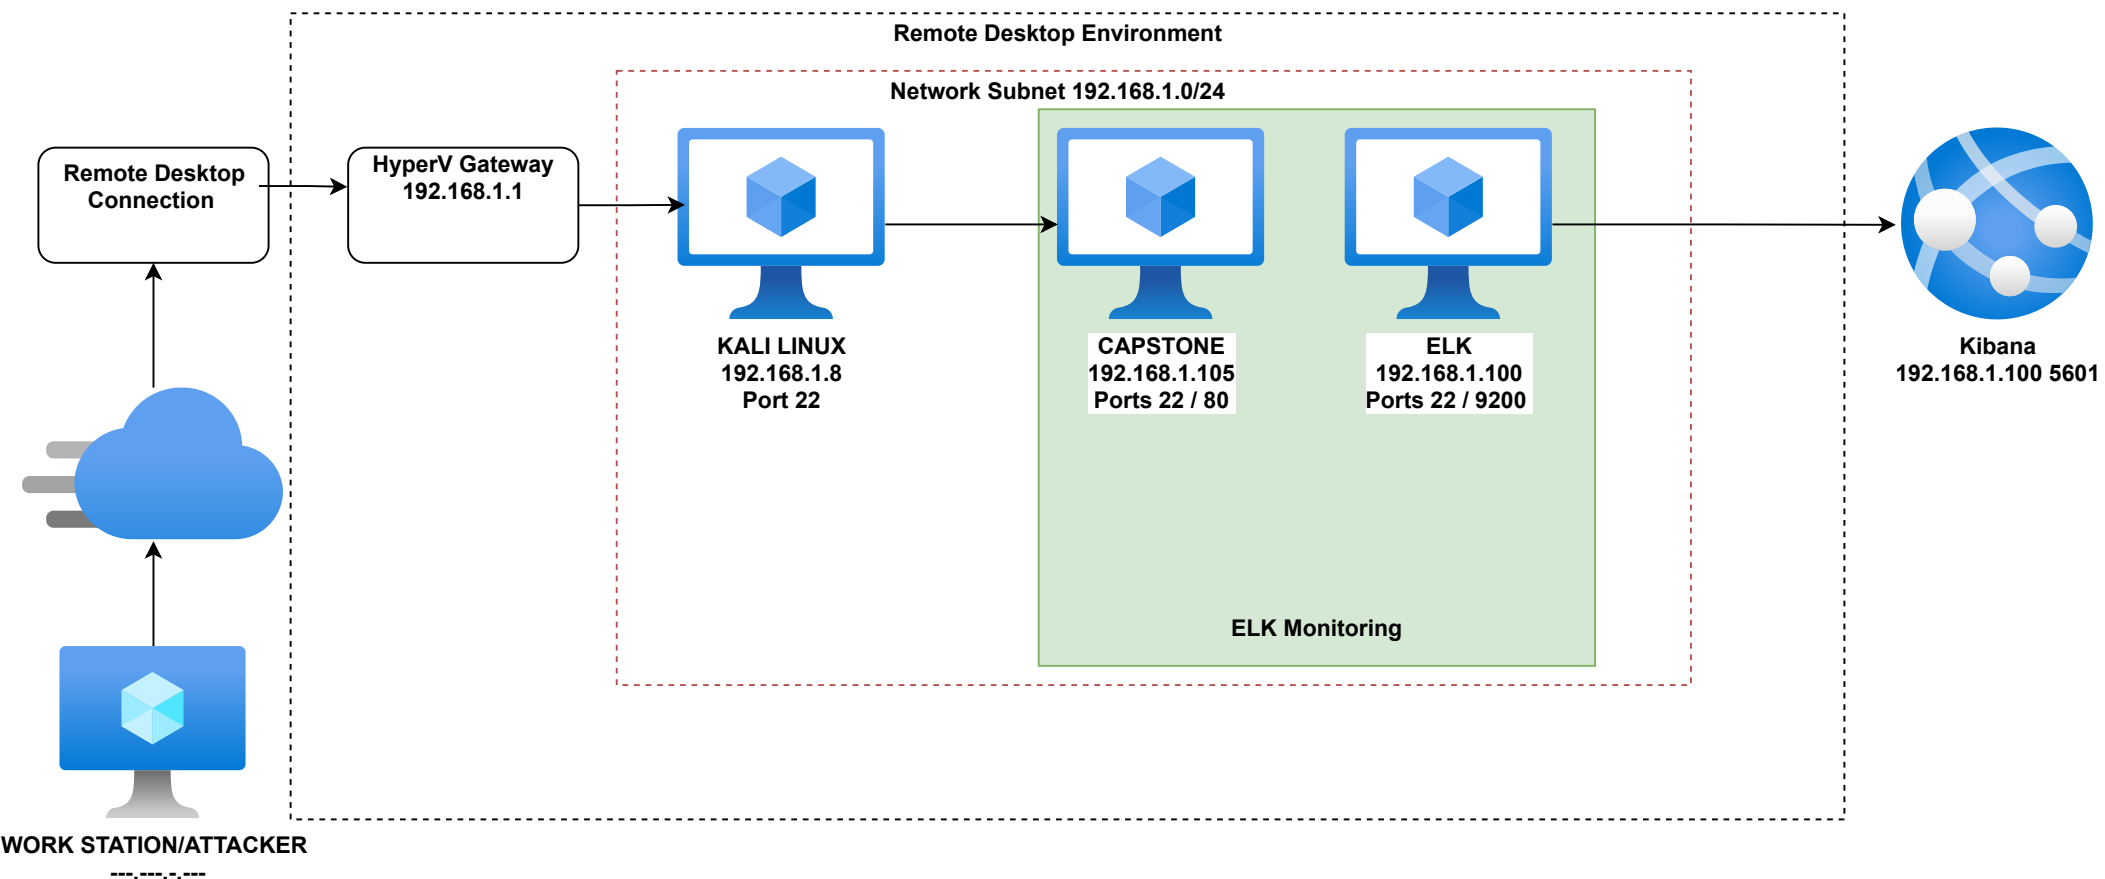 Remote Desktop Environment
Network Subnet 192.168.1.0/24
Remote Desktop
Connection
HyperV Gateway
192.168.1.1
KALI LINUX
192.168.1.8
Port 22
CAPSTONE
192.168.1.105
Ports 22 / 80
ELK
192.168.1.100
Ports 22 / 9200
Kibana
192.168.1.100 5601
ELK Monitoring
WORK STATION/ATTACKER
---.---.-.---